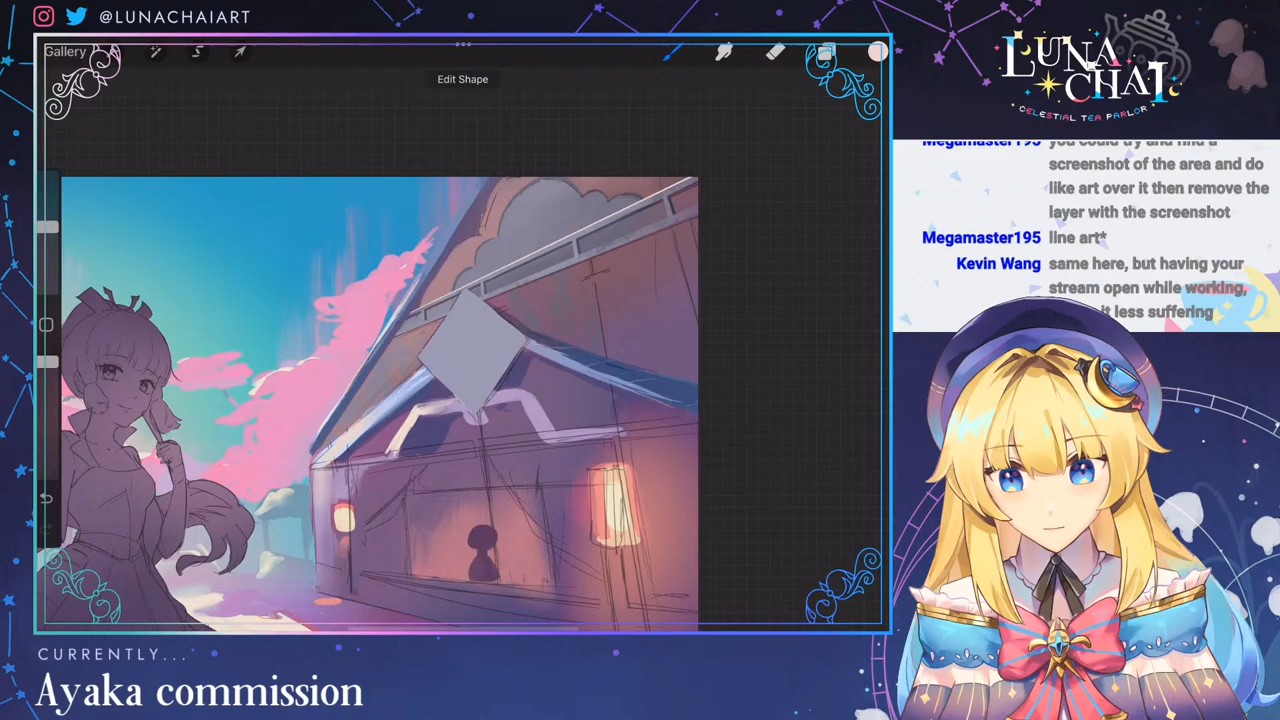 @LUNACHAIART
Gallery
Edit Shape
LUNA
CHAI
CELESTIAL TEA PARLOR
Megamaster195 you could try and find a
screenshot of the area and do
like art over it then remove the
layer with the screenshot
Megamaster195 line art*
Kevin Wang same here, but having your
stream open while working,
it less suffering
CURRENTLY...
Ayaka commission